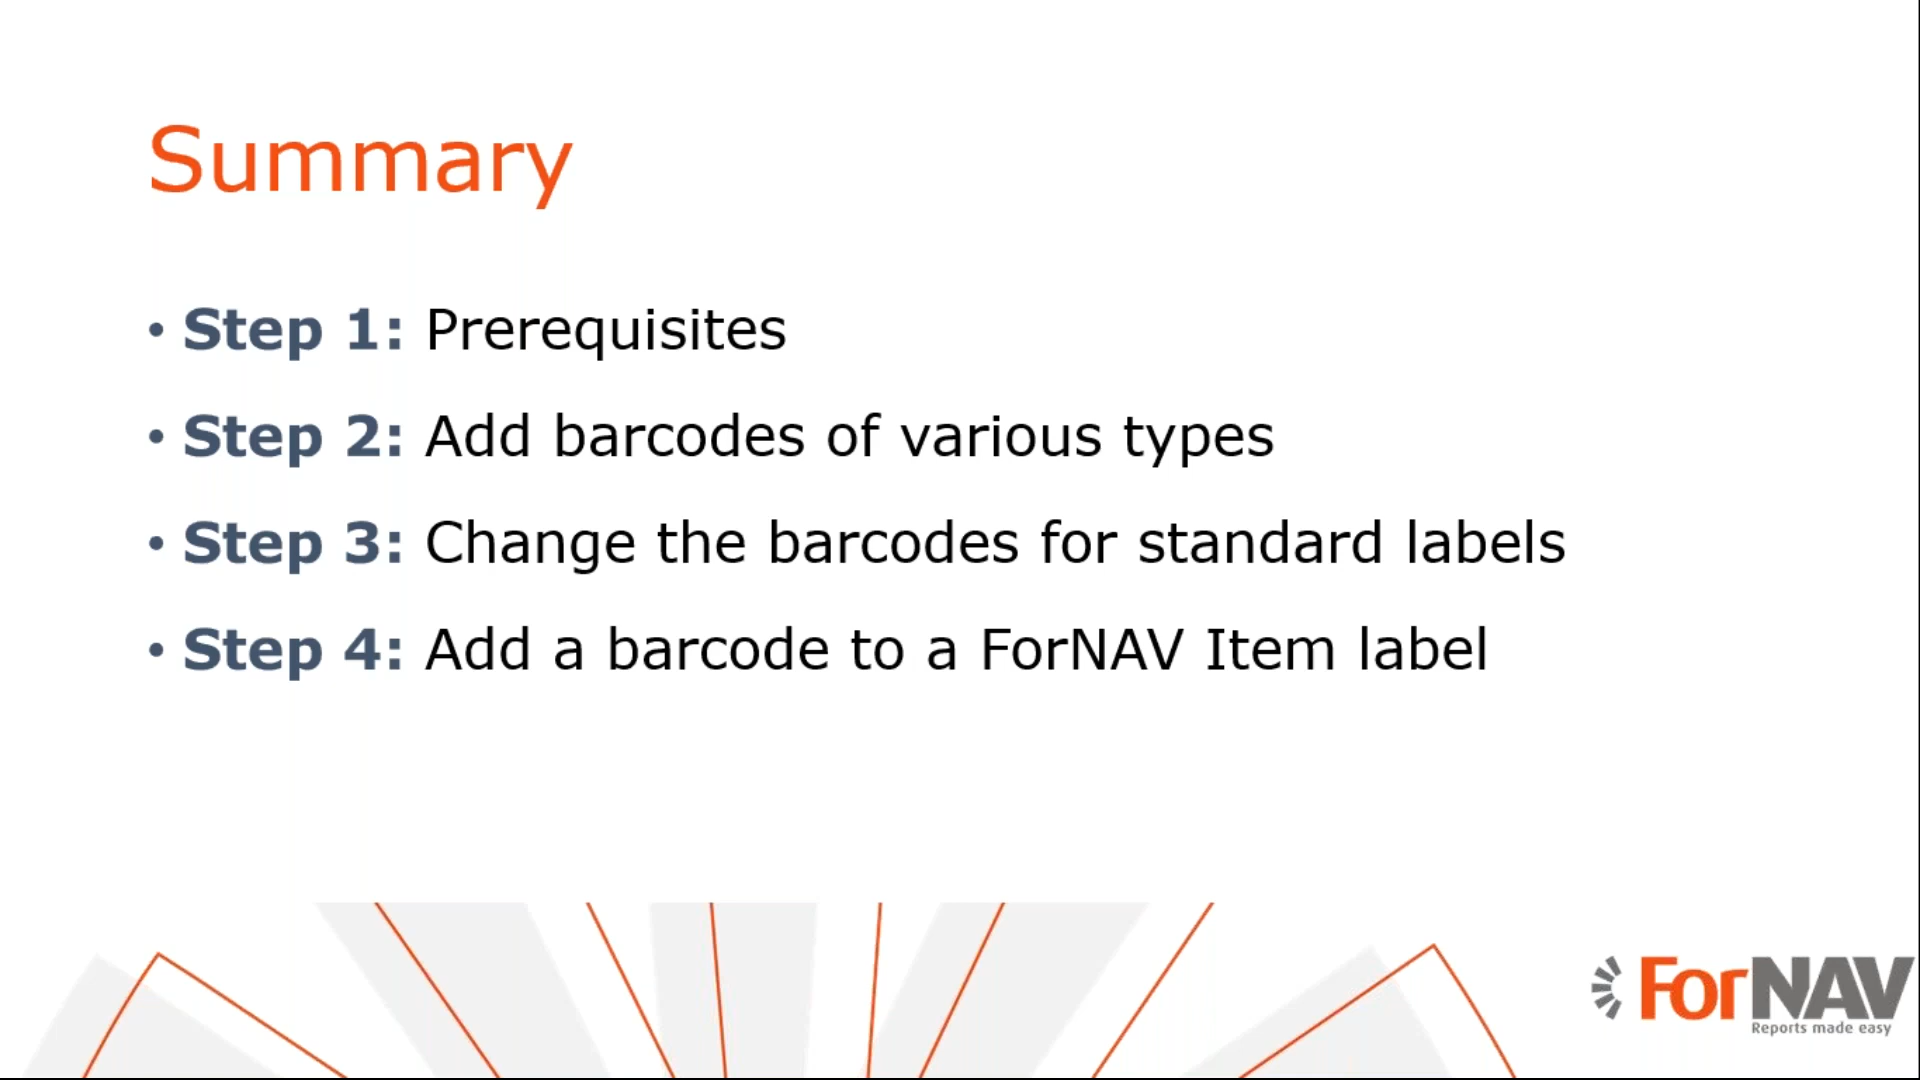 Summary
• Step 1: Prerequisites
• Step 2: Add barcodes of various types
• Step 3: Change the barcodes for standard labels
• Step 4: Add a barcode to a ForNAV Item label
ForNAV
Reports made easy